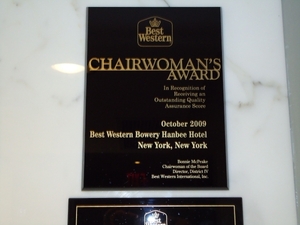 Best
Western
CHAIRWOMAN'S
AWARD
In Recognition of
Receiving an
Outstanding Quality
Assurance Score
October 2009
Best Western Bowery Hanbee Hotel
New York, New York
Bonnie McPeake
Chairwoman of the Board
Director, District IV
Best Western International, Inc.